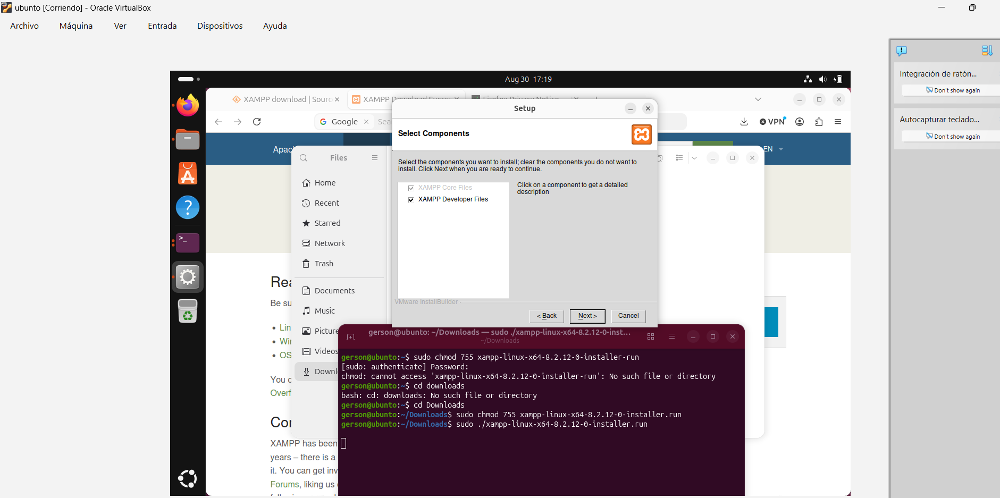 ubunto [Corriendo] - Oracle VirtualBox
Archivo Máquina Ver Entrada Dispositivos Ayuda
Aug 30 17:19
XAMPP download | Sourc
XAMPP Download Succe
Firefox Privacy Notice
Google
Sea
VPN
Apac
EN
Setup
Select Components
Select the components you want to install; clear the components you do not want to
install. Click Next when you are ready to continue.
XAMPP Core Files
XAMPP Developer Files
Click on a component to get a detailed
description
VMware InstallBuilder
< Back
Next >
Cancel
Files
Home
Recent
Starred
Network
Trash
Documents
Music
Picture
Videos
Downl
Rea
Be su
Lin
Wi
OS
You c
Overf
Cor
XAMPP has been
years – there is a
it. You can get inv
Forums, liking us
gerson@ubunto: ~/Downloads — sudo ./xampp-linux-x64-8.2.12-0-inst...
~/Downloads
gerson@ubunto:~$ sudo chmod 755 xampp-linux-x64-8.2.12-0-installer-run
[sudo: authenticate] Password:
chmod: cannot access 'xampp-linux-x64-8.2.12-0-installer-run': No such file or directory
gerson@ubunto:~$ cd downloads
bash: cd: downloads: No such file or directory
gerson@ubunto:~$ cd Downloads
gerson@ubunto:~/Downloads$ sudo chmod 755 xampp-linux-x64-8.2.12-0-installer.run
gerson@ubunto:~/Downloads$ sudo ./xampp-linux-x64-8.2.12-0-installer.run
Integración de ratón...
Don't show again
Autocapturar teclado...
Don't show again